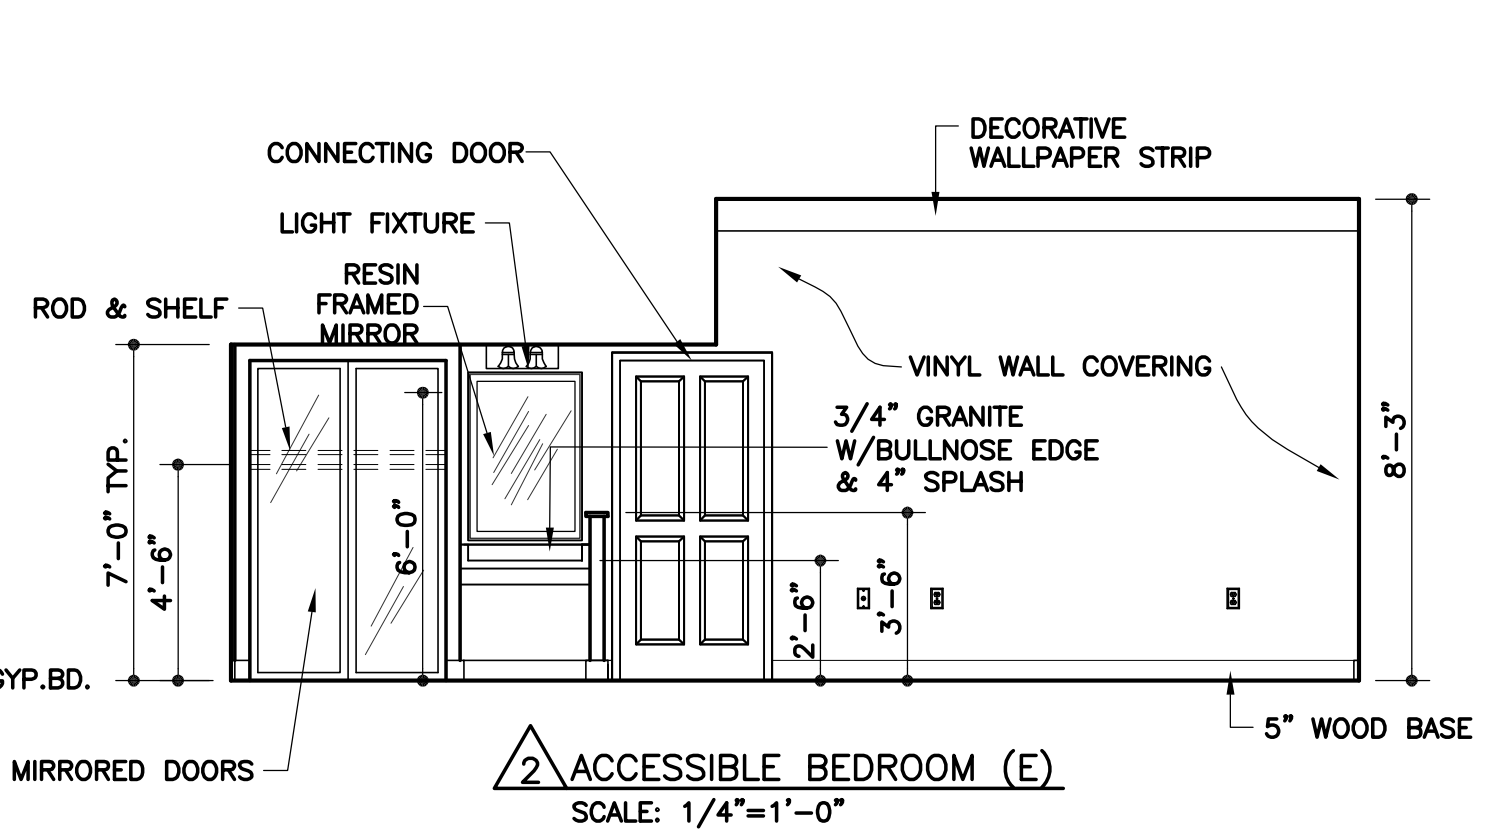 DECORATIVE
WALLPAPER STRIP
CONNECTING DOOR
LIGHT FIXTURE
RESIN
FRAMED
MIRROR
ROD & SHELF
VINYL WALL COVERING
3/4" GRANITE
W/BULLNOSE EDGE
& 4" SPLASH
7'-0" TYP.
4'-6"
6'-0"
2'-6"
3'-6"
8'-3"
GYP.BD.
5" WOOD BASE
MIRRORED DOORS
2 ACCESSIBLE BEDROOM (E)
SCALE: 1/4"=1'-0"